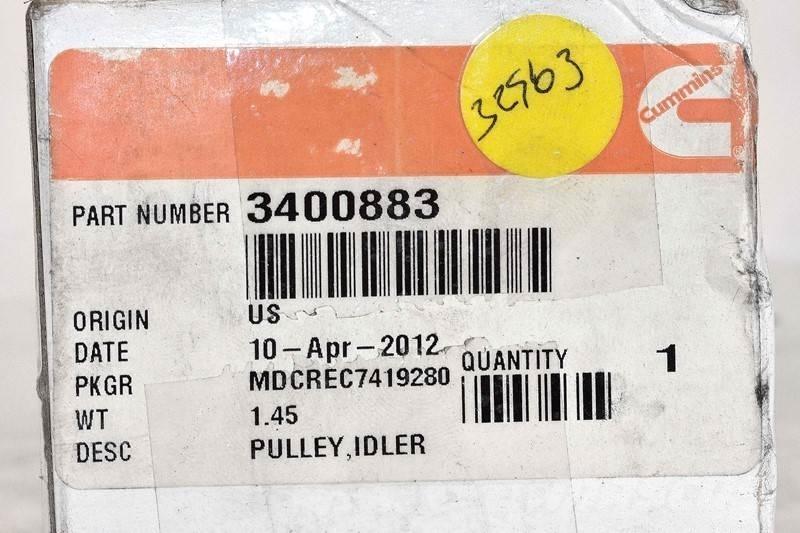 32963
Cummins
PART NUMBER 3400883
ORIGIN US
DATE 10-Apr-2012
PKGR MDCREC7419280
QUANTITY 1
WT 1.45
DESC PULLEY,IDLER